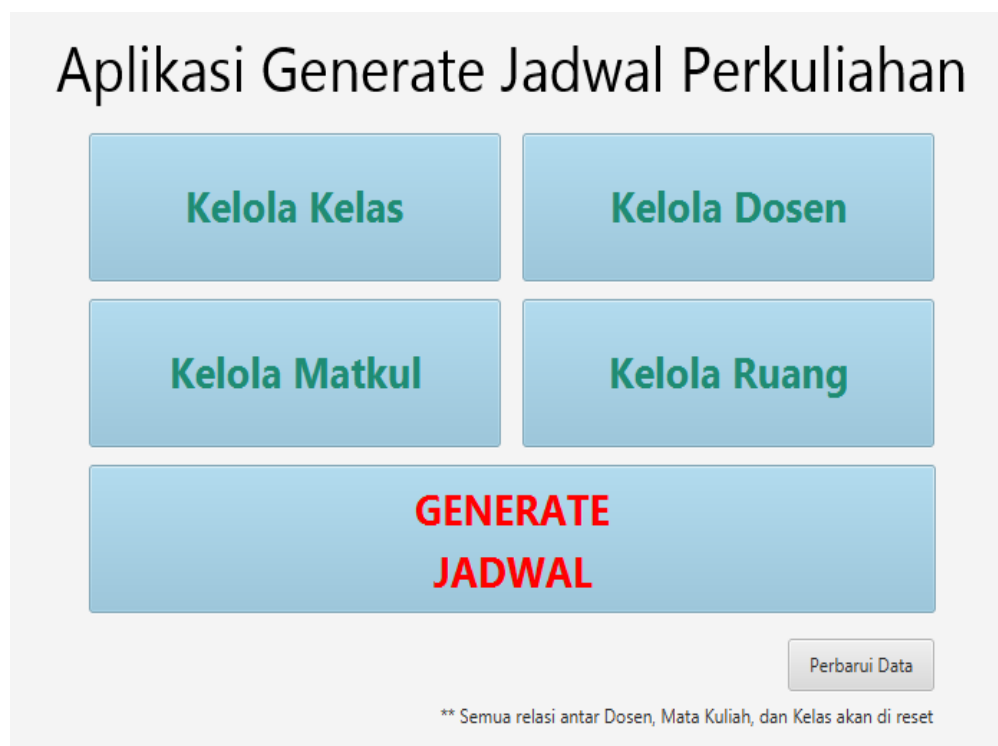 Aplikasi Generate Jadwal Perkuliahan
Kelola Kelas
Kelola Dosen
Kelola Matkul
Kelola Ruang
GENERATE
JADWAL
Perbarui Data
** Semua relasi antar Dosen, Mata Kuliah, dan Kelas akan di reset